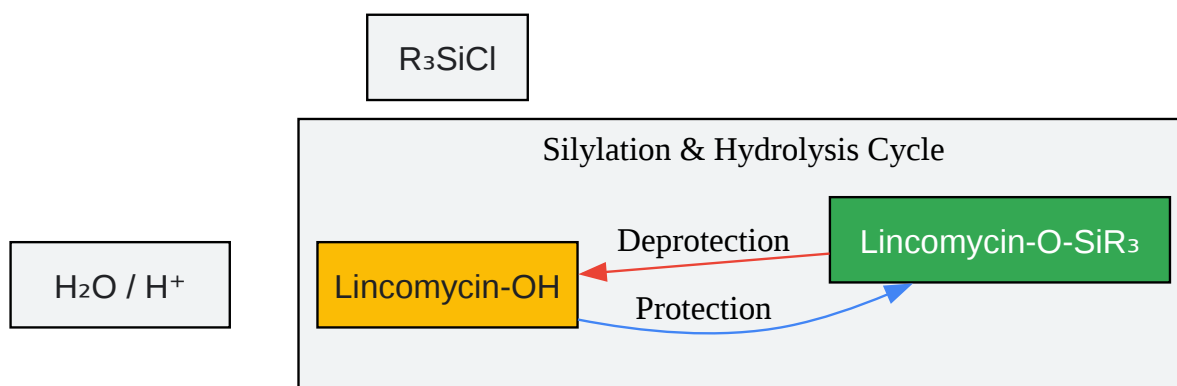 R₃SiCl
Silylation & Hydrolysis Cycle
Deprotection
Lincomycin-O-SiR₃
H₂O / H⁺
Lincomycin-OH
Protection